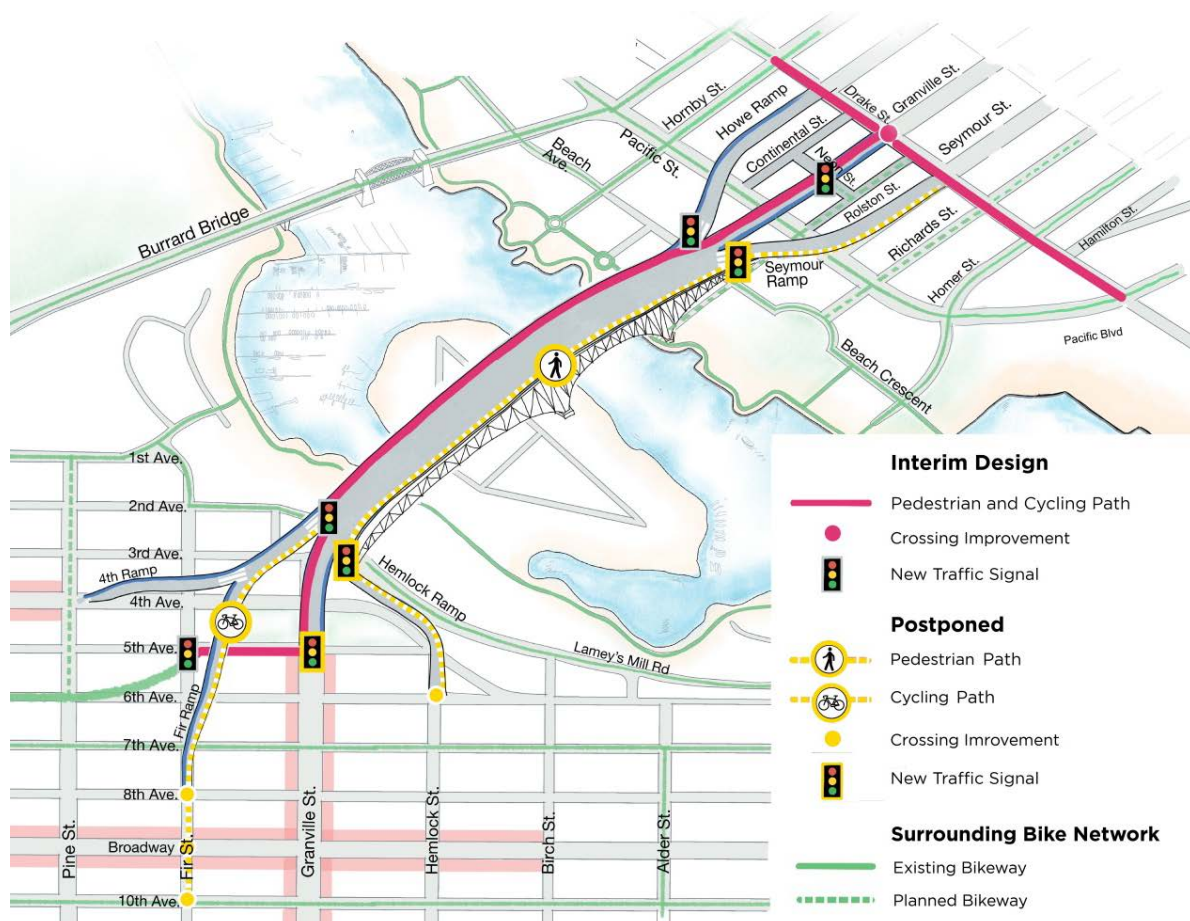 Hornby St.
Howe Ramp
Drake St.
Granville St.
Continental St.
Seymour St.
Beach Ave.
Pacific St.
Neon St.
Rolston St.
Richards St.
Hamilton St.
Burrard Bridge
Seymour Ramp
Homer St.
Pacific Blvd
Beach Crescent
1st Ave.
2nd Ave.
3rd Ave.
4th Ramp
4th Ave.
Hemlock Ramp
5th Ave.
Lamey's Mill Rd
6th Ave.
Fir Ramp
7th Ave.
8th Ave.
Broadway
10th Ave.
Pine St.
Fir St.
Granville St.
Hemlock St.
Birch St.
Alder St.
Interim Design
Pedestrian and Cycling Path
Crossing Improvement
New Traffic Signal
Postponed
Pedestrian Path
Cycling Path
Crossing Imrovement
New Traffic Signal
Surrounding Bike Network
Existing Bikeway
Planned Bikeway